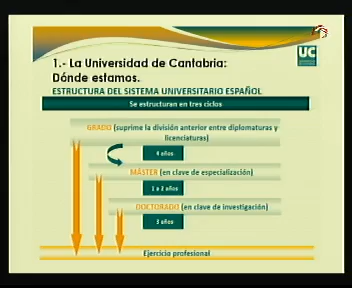 UC
1.- La Universidad de Cantabria:
Dónde estamos.
ESTRUCTURA DEL SISTEMA UNIVERSITARIO ESPAÑOL
Se estructuran en tres ciclos
GRADO (suprime la división anterior entre diplomaturas y
licenciaturas)
4 años
MÁSTER (en clave de especialización)
1 a 2 años
DOCTORADO (en clave de investigación)
3 años
Ejercicio profesional